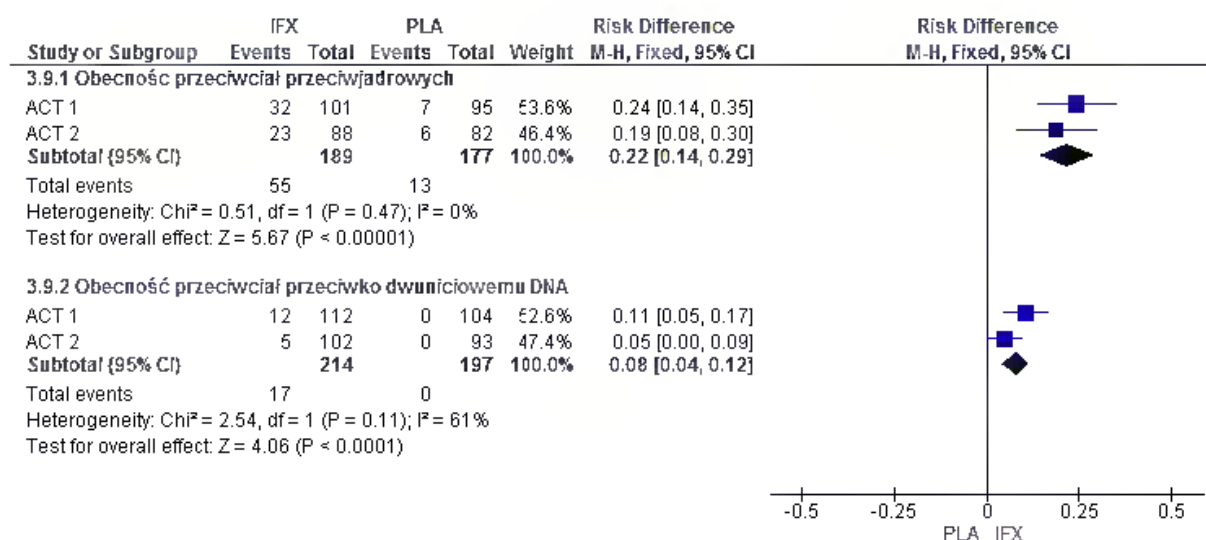 IFX PLA Risk Difference Risk Difference
Study or Subgroup Events Total Events Total Weight M-H, Fixed, 95% CI M-H, Fixed, 95% CI
3.9.1 Obecność przeciwciał przeciwjądrowych
ACT 1 32 101 7 95 53.6% 0.24 [0.14, 0.35]
ACT 2 23 88 6 82 46.4% 0.19 [0.08, 0.30]
Subtotal (95% CI) 189 177 100.0% 0.22 [0.14, 0.29]
Total events 55 13
Heterogeneity: Chi² = 0.51, df = 1 (P = 0.47); I² = 0%
Test for overall effect: Z = 5.67 (P < 0.00001)
3.9.2 Obecność przeciwciał przeciwko dwuniciowemu DNA
ACT 1 12 112 0 104 52.6% 0.11 [0.05, 0.17]
ACT 2 5 102 0 93 47.4% 0.05 [0.00, 0.09]
Subtotal (95% CI) 214 197 100.0% 0.08 [0.04, 0.12]
Total events 17 0
Heterogeneity: Chi² = 2.54, df = 1 (P = 0.11); I² = 61%
Test for overall effect: Z = 4.06 (P < 0.0001)
-0.5 -0.25 0 0.25 0.5
PLA IFX